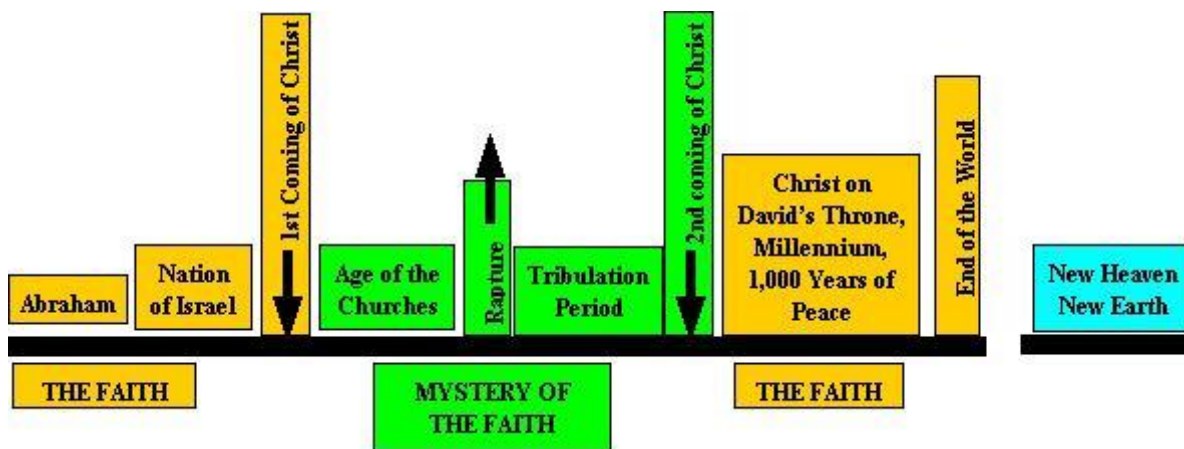 Abraham
Nation
of Israel
1st Coming of Christ
Age of the
Churches
Rapture
Tribulation
Period
2nd coming of Christ
Christ on
David's Throne,
Millennium,
1,000 Years of
Peace
End of the World
New Heaven
New Earth
THE FAITH
MYSTERY OF
THE FAITH
THE FAITH